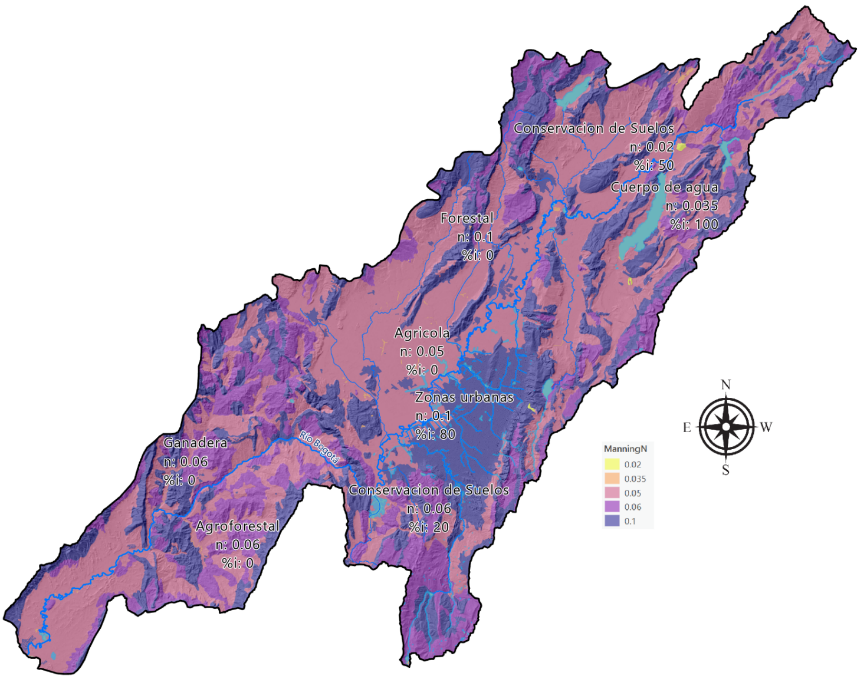 Conservacion de Suelos
n: 0.02
%i: 50
Cuerpo de agua
n: 0.035
%i: 100
Forestal
n: 0.1
%i: 0
Agricola
n: 0.05
%i: 0
Zonas urbanas
n: 0.1
%i: 80
Ganadera
n: 0.06
%i: 0
Río Bogotá
Conservacion de Suelos
n: 0.06
%i: 20
Agroforestal
n: 0.06
%i: 0
N
E
W
S
ManningN
0.02
0.035
0.05
0.06
0.1